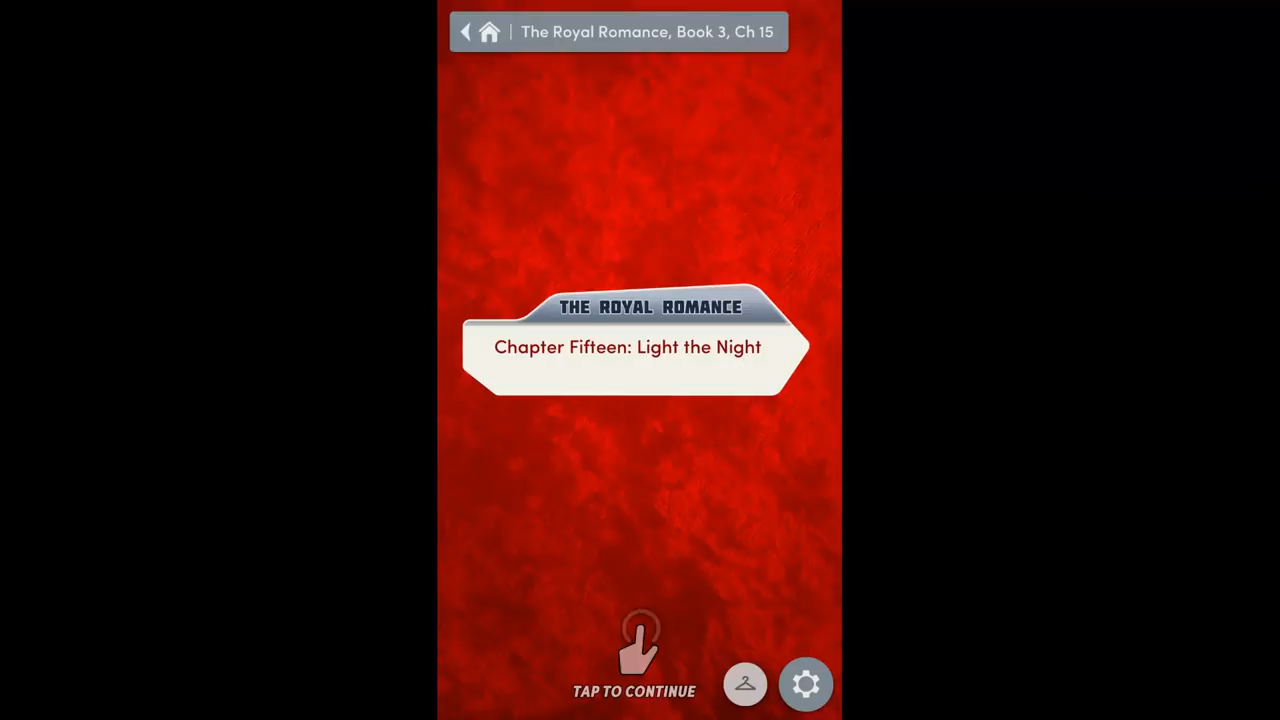 The Royal Romance, Book 3, Ch 15
THE ROYAL ROMANCE
Chapter Fifteen: Light the Night
TAP TO CONTINUE